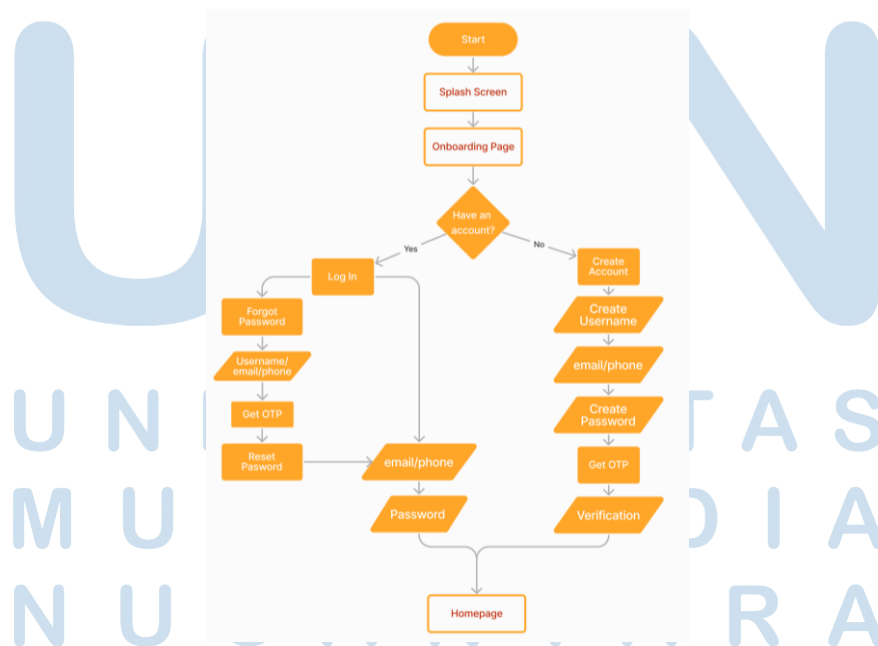 U N
Start
Splash Screen
Onboarding Page
Have an
account?
Yes
No
Log In
Create
Account
Forgot
Password
Create
Username
Username/
email/phone
email/phone
Get OTP
Create
Password
Reset
Pasword
email/phone
Get OTP
Password
Verification
Homepage
U N T A S
M U D I A
N U R A